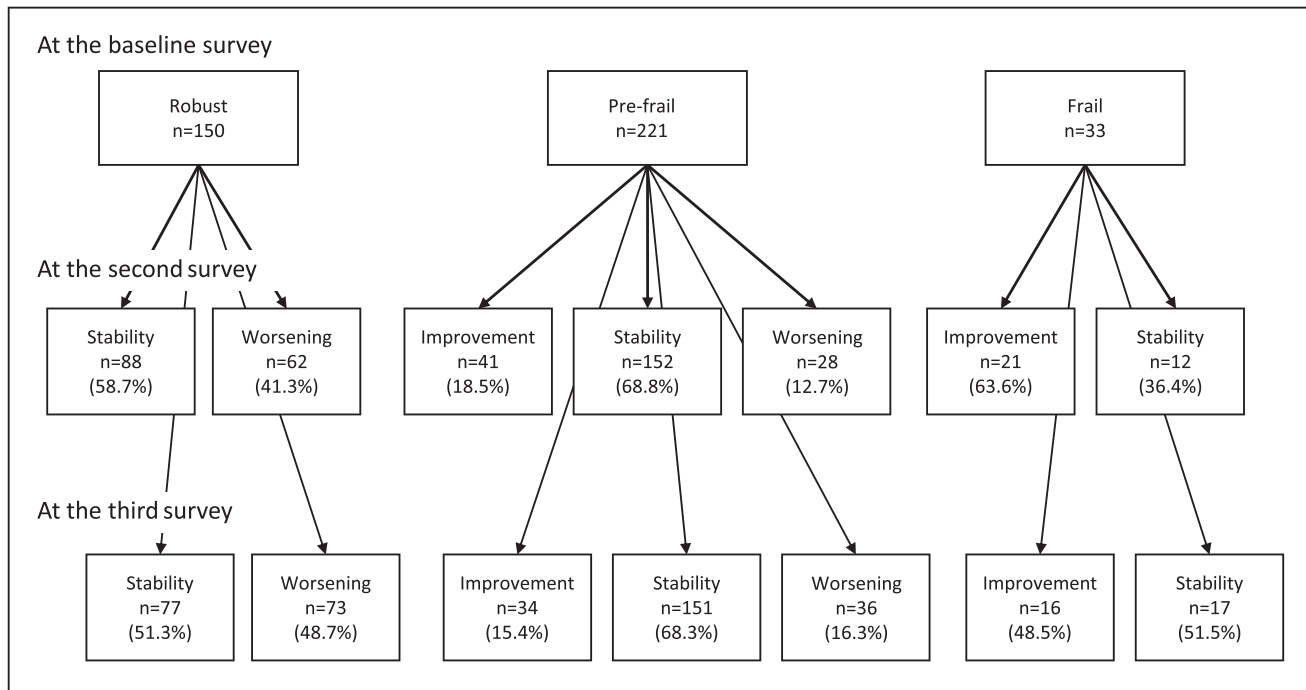 At the baseline survey
Robust
n=150
Pre-frail
n=221
Frail
n=33
At the second survey
Stability
n=88
(58.7%)
Worsening
n=62
(41.3%)
Improvement
n=41
(18.5%)
Stability
n=152
(68.8%)
Worsening
n=28
(12.7%)
Improvement
n=21
(63.6%)
Stability
n=12
(36.4%)
At the third survey
Stability
n=77
(51.3%)
Worsening
n=73
(48.7%)
Improvement
n=34
(15.4%)
Stability
n=151
(68.3%)
Worsening
n=36
(16.3%)
Improvement
n=16
(48.5%)
Stability
n=17
(51.5%)